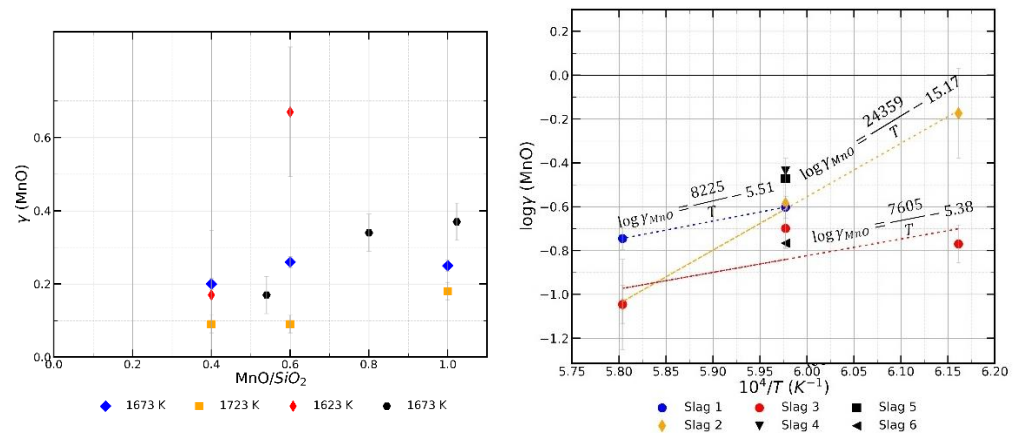 γ (MnO)
0.6
0.4
0.2
0.0
0.0 0.2 0.4 0.6 0.8 1.0
MnO/SiO₂
1673 K 1723 K 1623 K 1673 K
logγ (MnO)
0.2
0.0
−0.2
−0.4
−0.6
−0.8
−1.0
−1.2
log γ_MnO = 24359/T − 15.17
log γ_MnO = 8225/T − 5.51
log γ_MnO = 7605/T − 5.38
5.75 5.80 5.85 5.90 5.95 6.00 6.05 6.10 6.15 6.20
10⁴/T (K⁻¹)
Slag 1 Slag 3 Slag 5
Slag 2 Slag 4 Slag 6